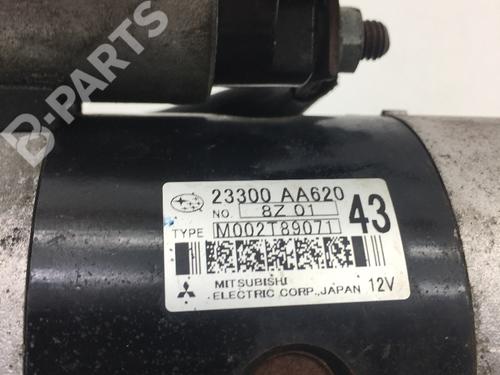 B-PARTS
23300 AA620
NO. 8Z 01
43
TYPE M002T89071
MITSUBISHI
ELECTRIC CORP., JAPAN 12V